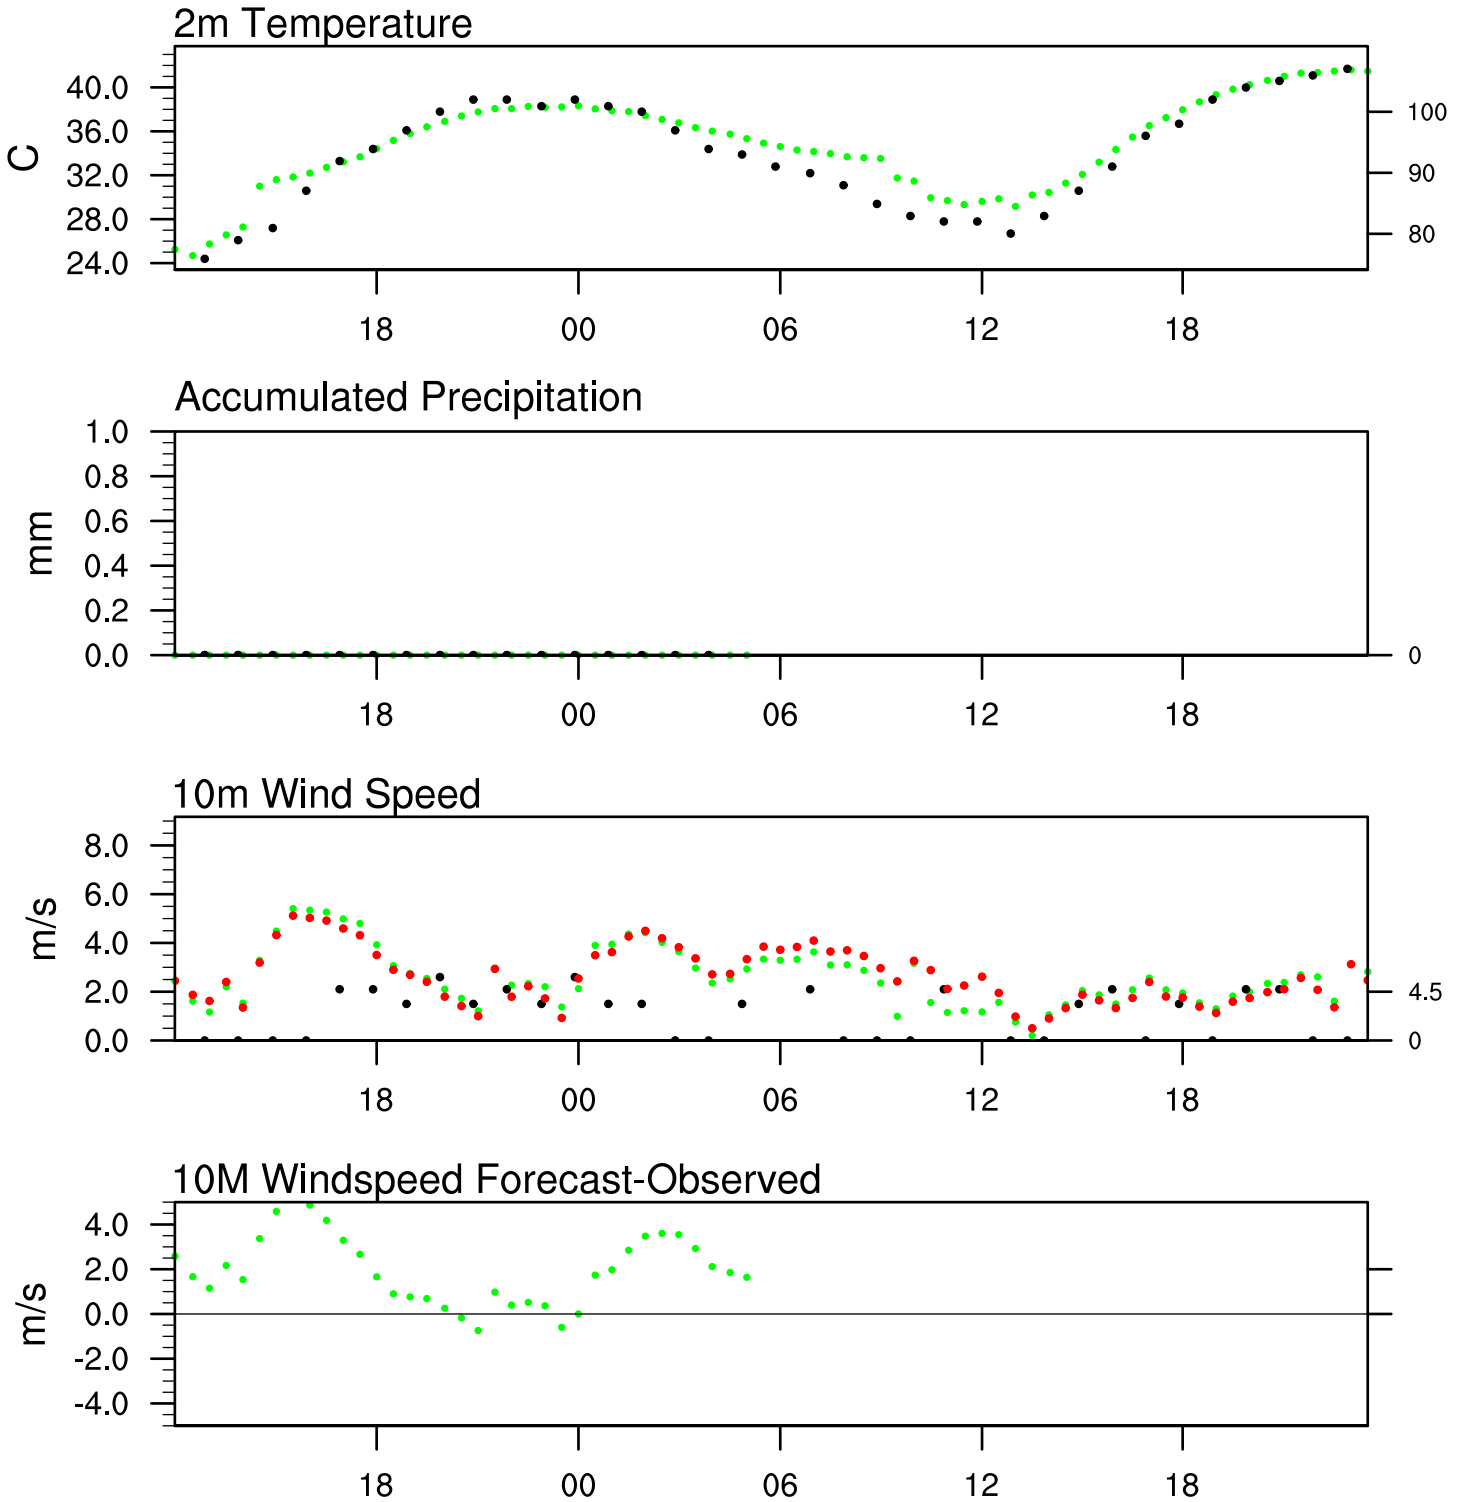 2m Temperature
40.0
36.0
32.0
28.0
24.0
C
100
90
80
18 00 06 12 18
Accumulated Precipitation
1.0
0.8
0.6
0.4
0.2
0.0
mm
0
18 00 06 12 18
10m Wind Speed
8.0
6.0
4.0
2.0
0.0
m/s
4.5
0
18 00 06 12 18
10M Windspeed Forecast-Observed
4.0
2.0
0.0
-2.0
-4.0
m/s
18 00 06 12 18